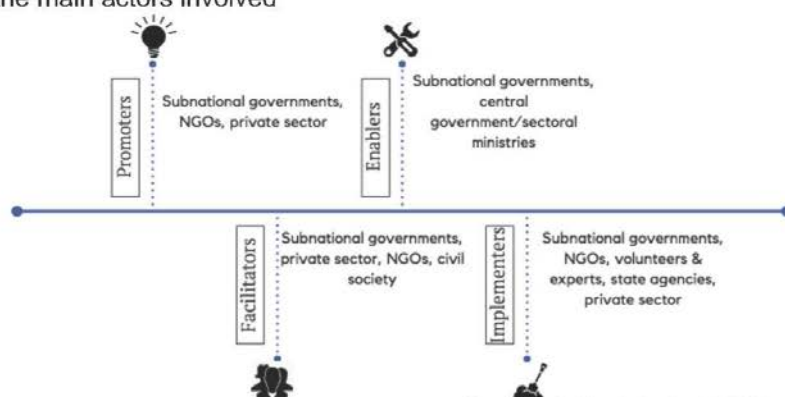 the main actors involved
Promoters
Subnational governments,
NGOs, private sector
Enablers
Subnational governments,
central
government/sectoral
ministries
Facilitators
Subnational governments,
private sector, NGOs, civil
society
Implementers
Subnational governments,
NGOs, volunteers &
experts, state agencies,
private sector